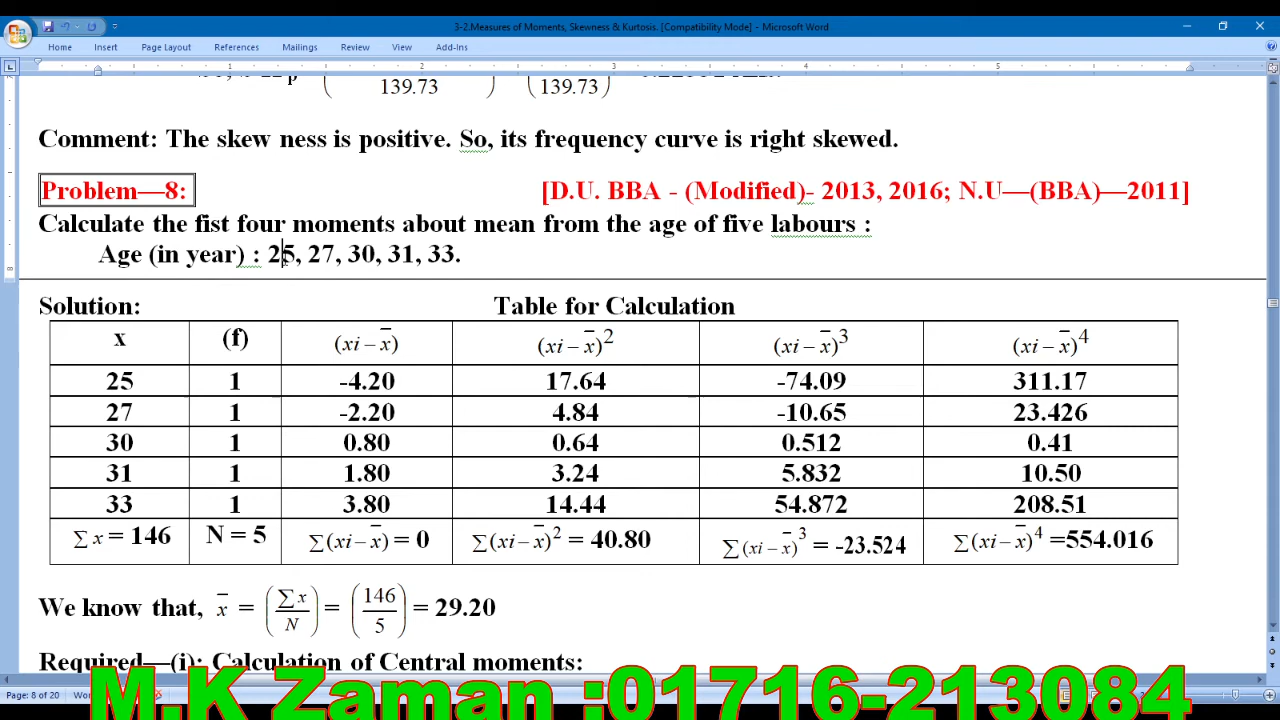 3-2.Measures of Moments, Skewness & Kurtosis. [Compatibility Mode] - Microsoft Word
Home Insert Page Layout References Mailings Review View Add-Ins
139.73 139.73
Comment: The skew ness is positive. So, its frequency curve is right skewed.
Problem—8: [D.U. BBA - (Modified)- 2013, 2016; N.U—(BBA)—2011]
Calculate the fist four moments about mean from the age of five labours :
Age (in year) : 25, 27, 30, 31, 33.
Solution: Table for Calculation
x (f) (xi – x̄) (xi – x̄)2 (xi – x̄)3 (xi – x̄)4
25 1 -4.20 17.64 -74.09 311.17
27 1 -2.20 4.84 -10.65 23.426
30 1 0.80 0.64 0.512 0.41
31 1 1.80 3.24 5.832 10.50
33 1 3.80 14.44 54.872 208.51
∑ x = 146 N = 5 ∑(xi – x̄) = 0 ∑(xi – x̄)2 = 40.80 ∑(xi – x̄)3 = -23.524 ∑(xi – x̄)4 =554.016
We know that, x̄ = (∑ x / N) = (146 / 5) = 29.20
Required—(i): Calculation of Central moments:
M.K Zaman :01716-213084
Page: 8 of 20